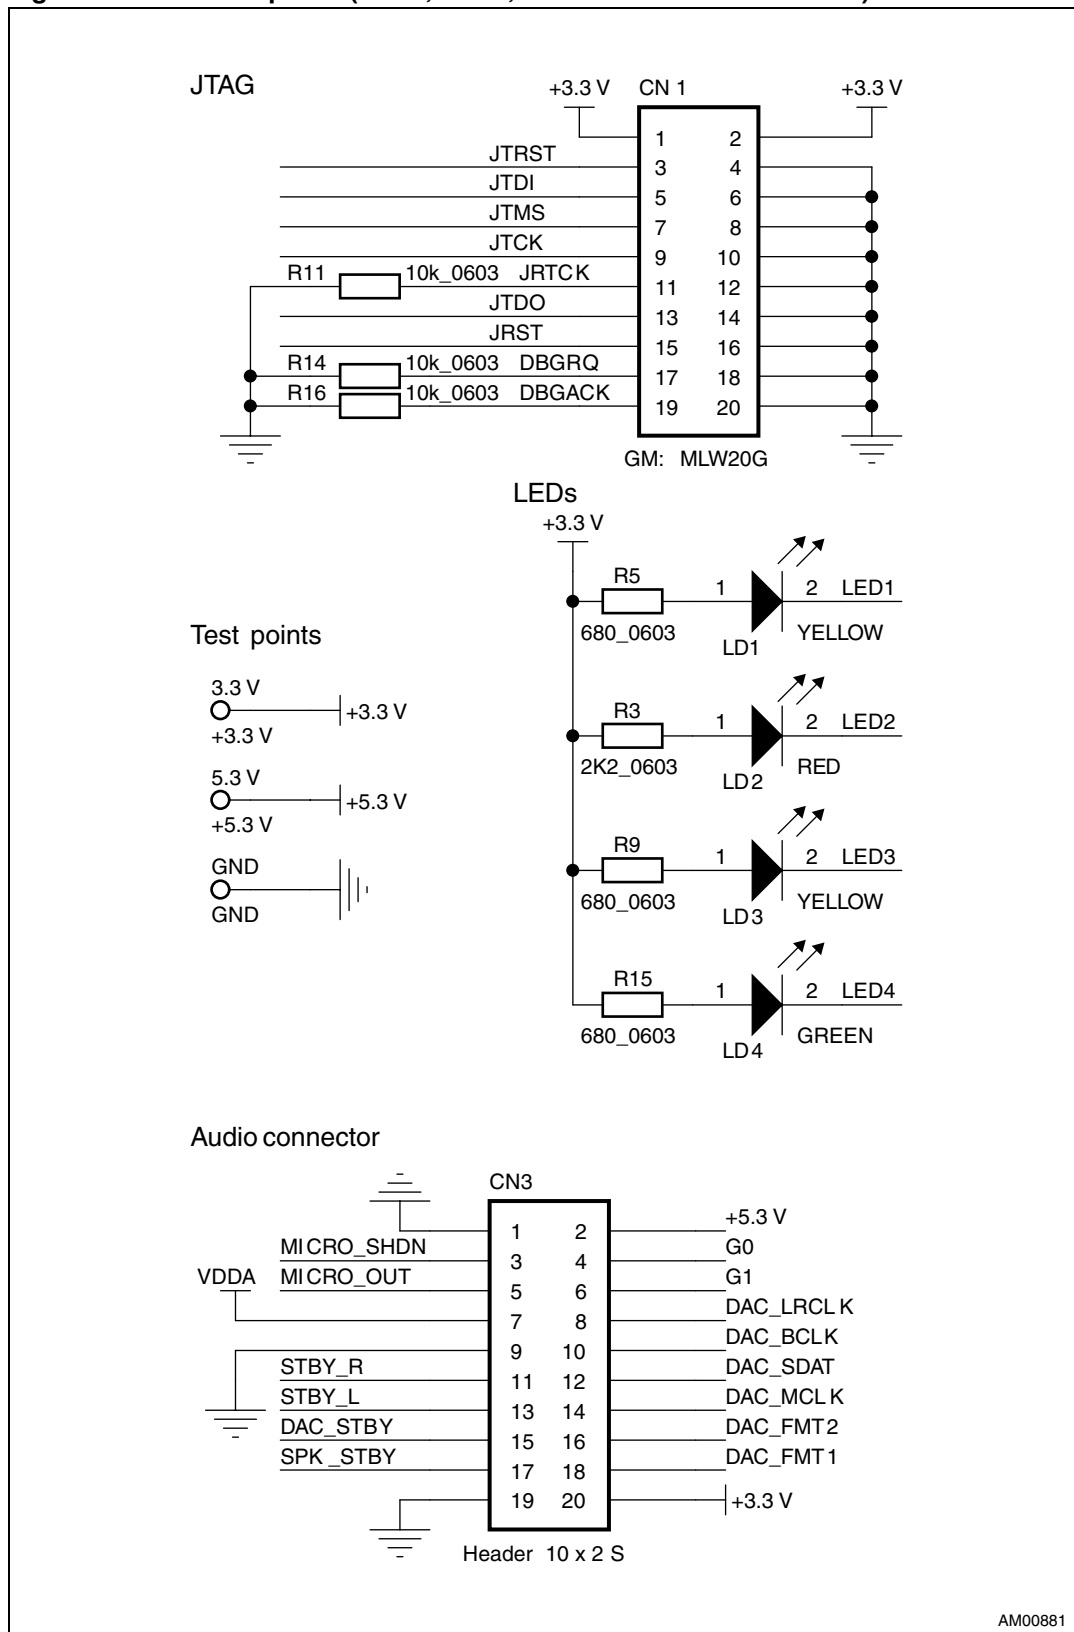 JTAG
+3.3 V CN 1 +3.3 V
1 2
JTRST 3 4
JTDI 5 6
JTMS 7 8
JTCK 9 10
R11 10k_0603 JRTCK 11 12
JTDO 13 14
JRST 15 16
R14 10k_0603 DBGRQ 17 18
R16 10k_0603 DBGACK 19 20
GM: MLW20G
LEDs
+3.3 V
R5 1 2 LED1
680_0603 LD1 YELLOW
R3 1 2 LED2
2K2_0603 LD2 RED
R9 1 2 LED3
680_0603 LD3 YELLOW
R15 1 2 LED4
680_0603 LD4 GREEN
Test points
3.3 V
+3.3 V
+3.3 V
5.3 V
+5.3 V
+5.3 V
GND
GND
Audio connector
CN3
1 2 +5.3 V
MICRO_SHDN 3 4 G0
VDDA MICRO_OUT 5 6 G1
7 8 DAC_LRCLK
9 10 DAC_BCLK
STBY_R 11 12 DAC_SDAT
STBY_L 13 14 DAC_MCLK
DAC_STBY 15 16 DAC_FMT2
SPK_STBY 17 18 DAC_FMT1
19 20 +3.3 V
Header 10 x 2 S
AM00881